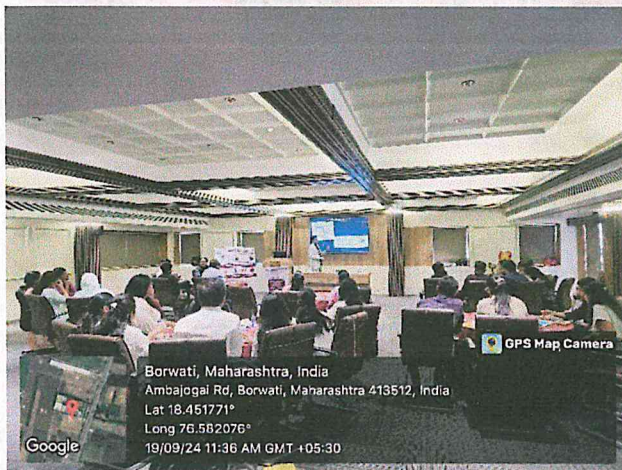 GPS Map Camera
Borwati, Maharashtra, India
Ambajogai Rd, Borwati, Maharashtra 413512, India
Lat 18.451771°
Long 76.582076°
19/09/24 11:36 AM GMT +05:30
Google